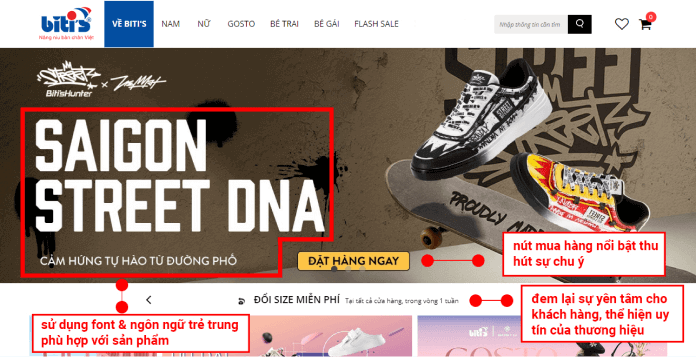 biti's
Nâng niu bàn chân Việt
VỀ BITI'S
NAM
NỮ
GOSTO
BÉ TRAI
BÉ GÁI
FLASH SALE
Nhập thông tin cần tìm
0
STREET
Biti'sHunter
x
STREET
SAIGON
STREET DNA
CẢM HỨNG TỰ HÀO TỪ ĐƯỜNG PHỐ
PROUDLY MADE
ĐẶT HÀNG NGAY
nút mua hàng nổi bật thu
hút sự chu ý
ĐỔI SIZE MIỄN PHÍ
Tại tất cả cửa hàng, trong vòng 1 tuần
đem lại sự yên tâm cho
khách hàng, thể hiện uy
tín của thương hiệu
sử dụng font & ngôn ngữ trẻ trung
phù hợp với sản phẩm
biti's
GOSTO